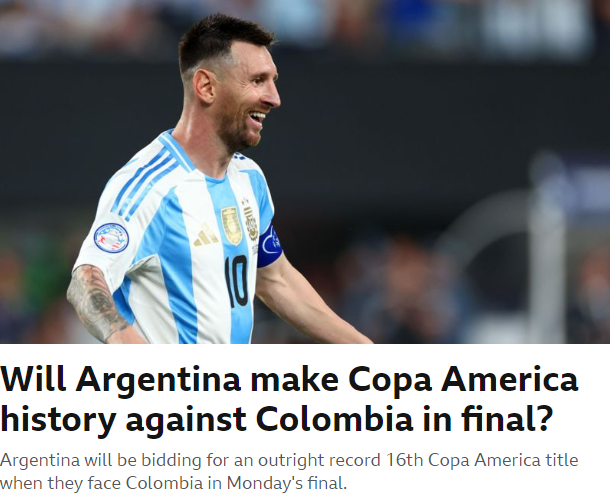 10
Will Argentina make Copa America
history against Colombia in final?
Argentina will be bidding for an outright record 16th Copa America title
when they face Colombia in Monday's final.